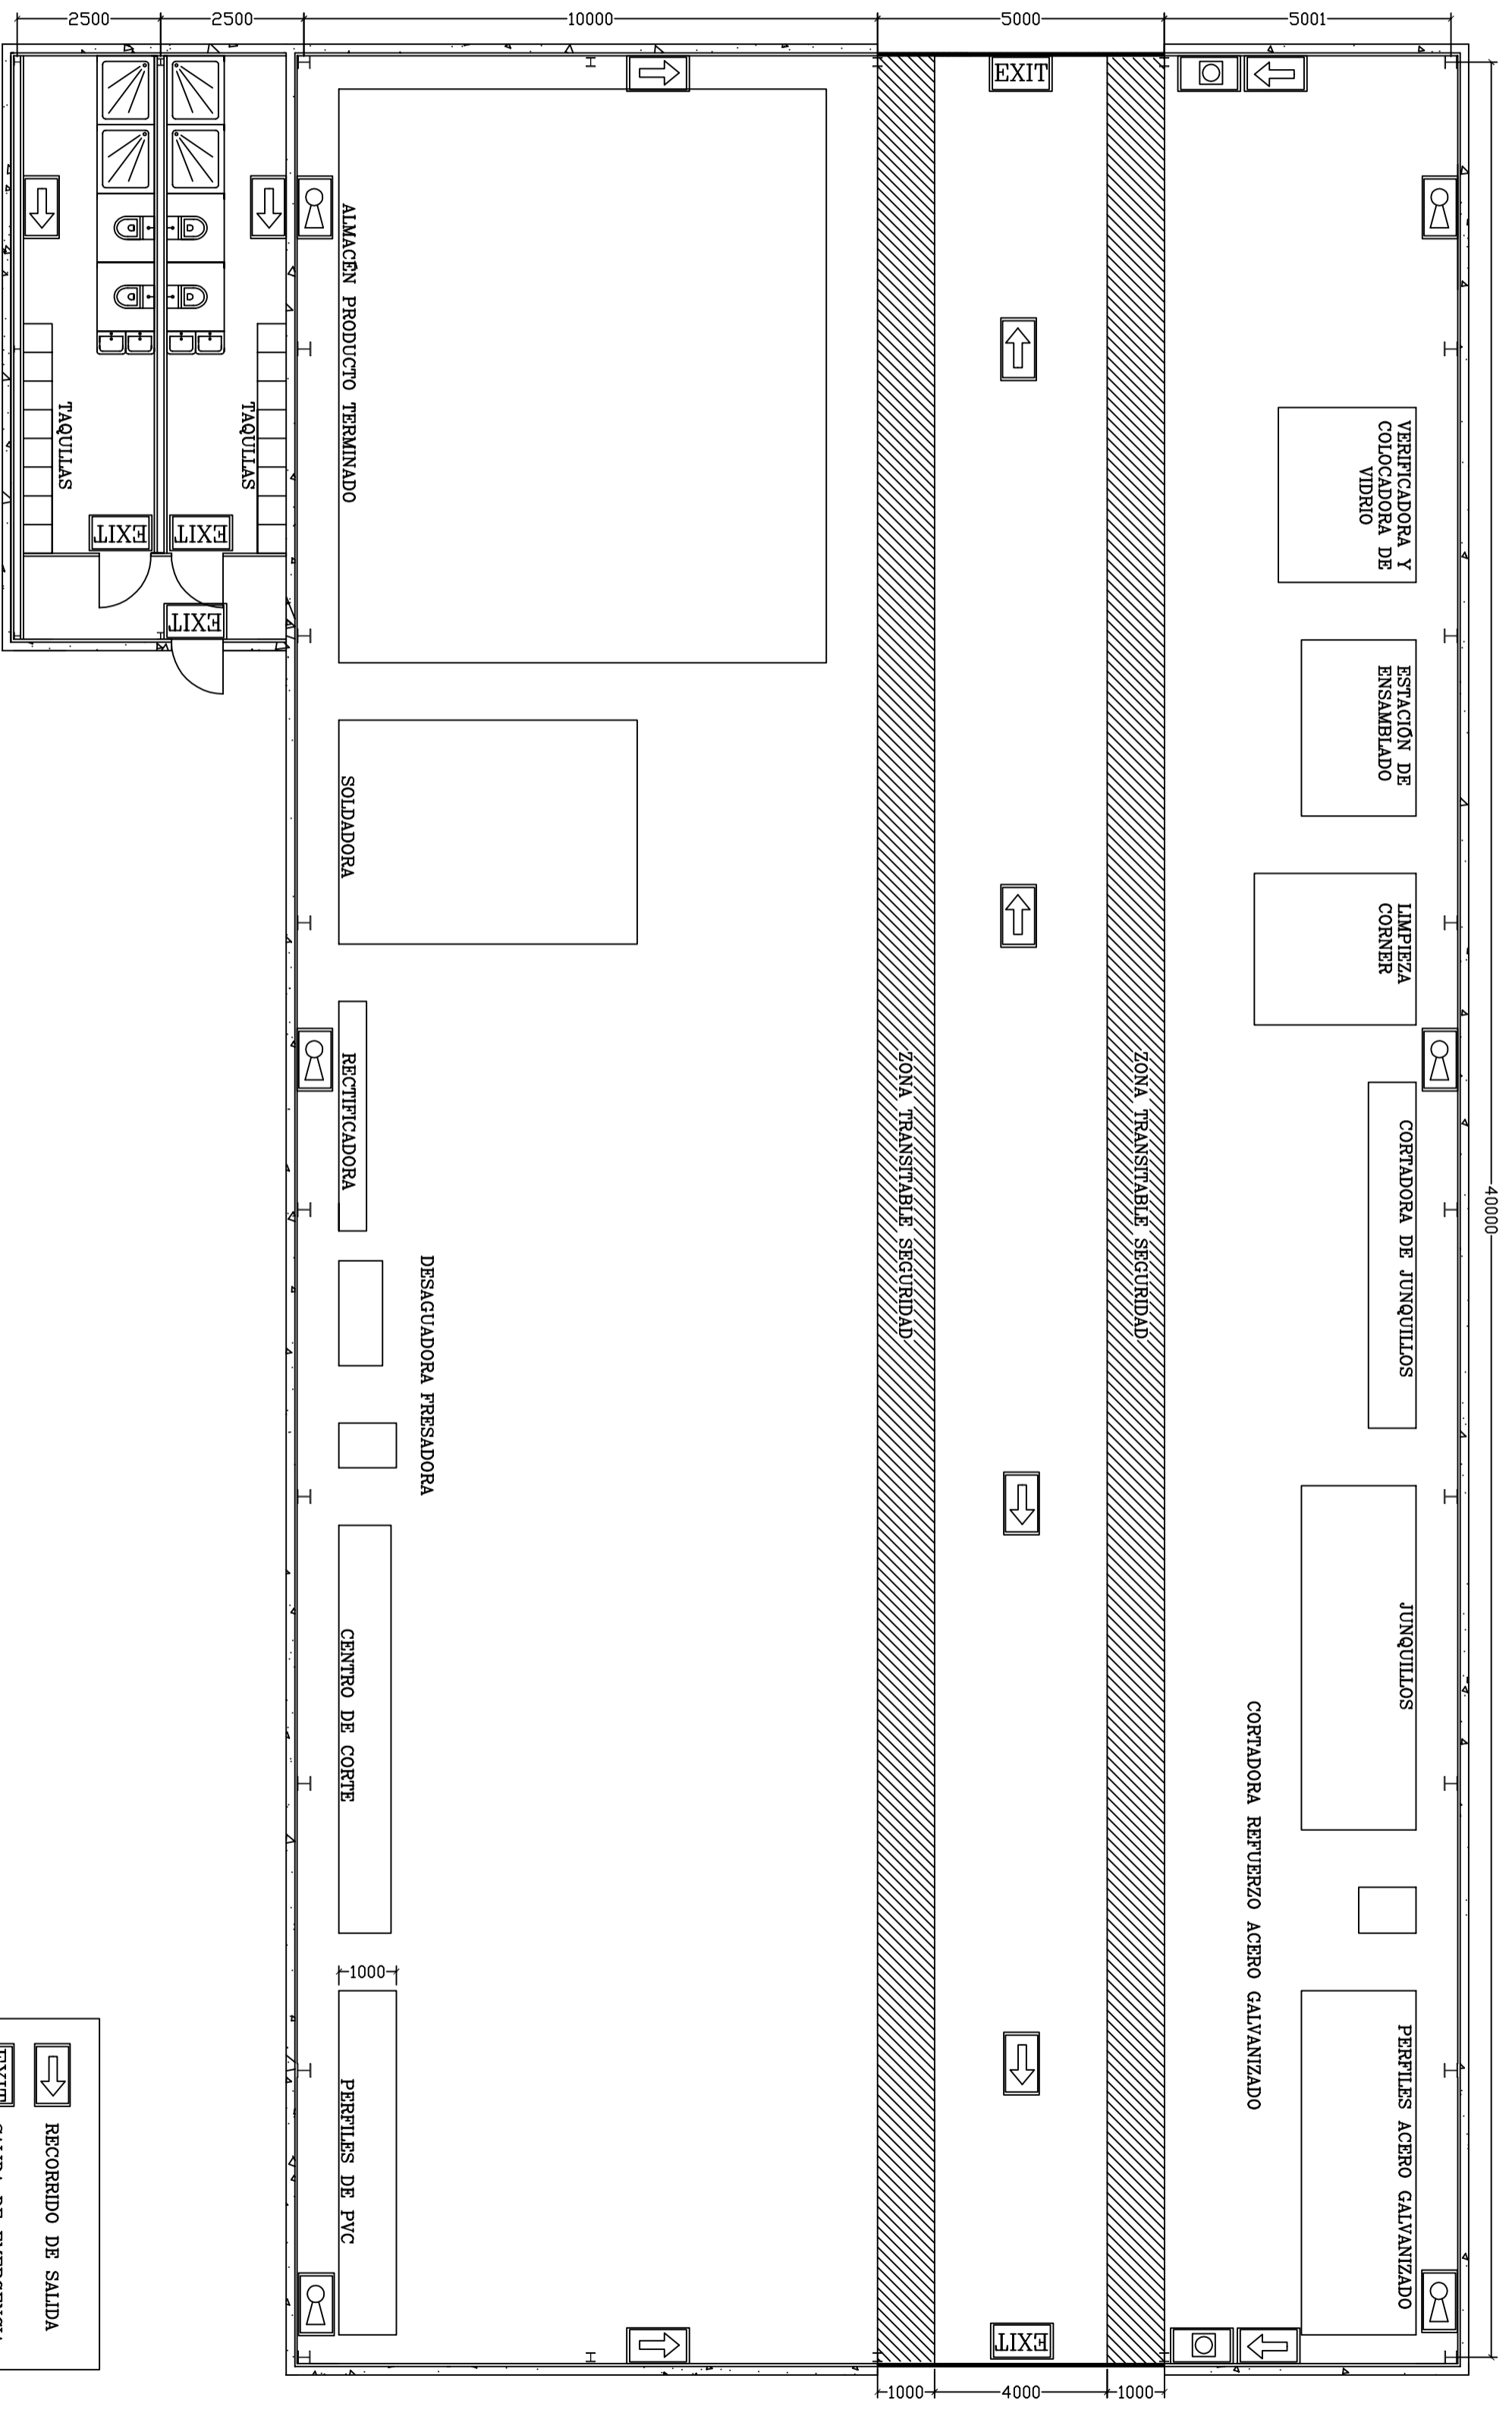 2500
2500
10000
5000
5001
EXIT
ALMACÉN PRODUCTO TERMINADO
VERIFICADORA Y
COLOCADORA DE
VIDRIO
TAQULLAS
TAQULLAS
EXIT
EXIT
EXIT
ESTACIÓN DE
ENSAMBLADO
SOLDADORA
LIMPIEZA
CORNER
RECTIFICADORA
ZONA TRANSITABLE SEGURIDAD
ZONA TRANSITABLE SEGURIDAD
CORTADORA DE JUNQUILLOS
40000
DESAGUADORA FRESADORA
JUNQUILLOS
CENTRO DE CORTE
CORTADORA REFUERZO ACERO GALVANIZADO
1000
PERFILES DE PVC
PERFILES ACERO GALVANIZADO
EXIT
1000
4000
1000
RECORRIDO DE SALIDA
EXIT